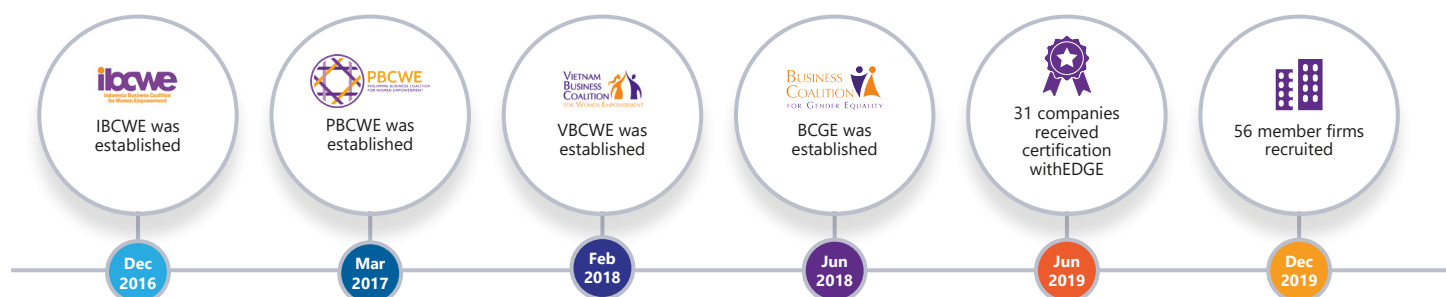 ibcwe
Indonesia Business Coalition
for Women Empowerment
IBCWE was
established
Dec
2016
PBCWE
PHILIPPINE BUSINESS COALITION
FOR WOMEN EMPOWERMENT
PBCWE was
established
Mar
2017
VIETNAM
BUSINESS
COALITION
FOR WOMEN EMPOWERMENT
VBCWE was
established
Feb
2018
BUSINESS
COALITION
FOR GENDER EQUALITY
BCGE was
established
Jun
2018
31 companies
received
certification
withEDGE
Jun
2019
56 member firms
recruited
Dec
2019